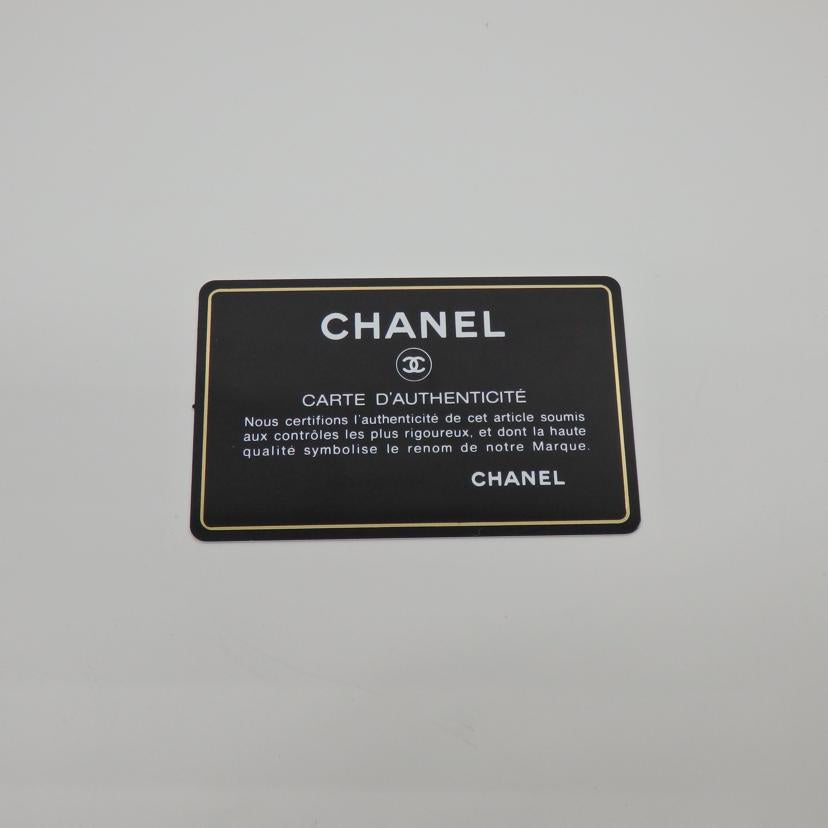 CHANEL
CARTE D'AUTHENTICITÉ
Nous certifions l'authenticité de cet article soumis
aux contrôles les plus rigoureux, et dont la haute
qualité symbolise le renom de notre Marque.
CHANEL